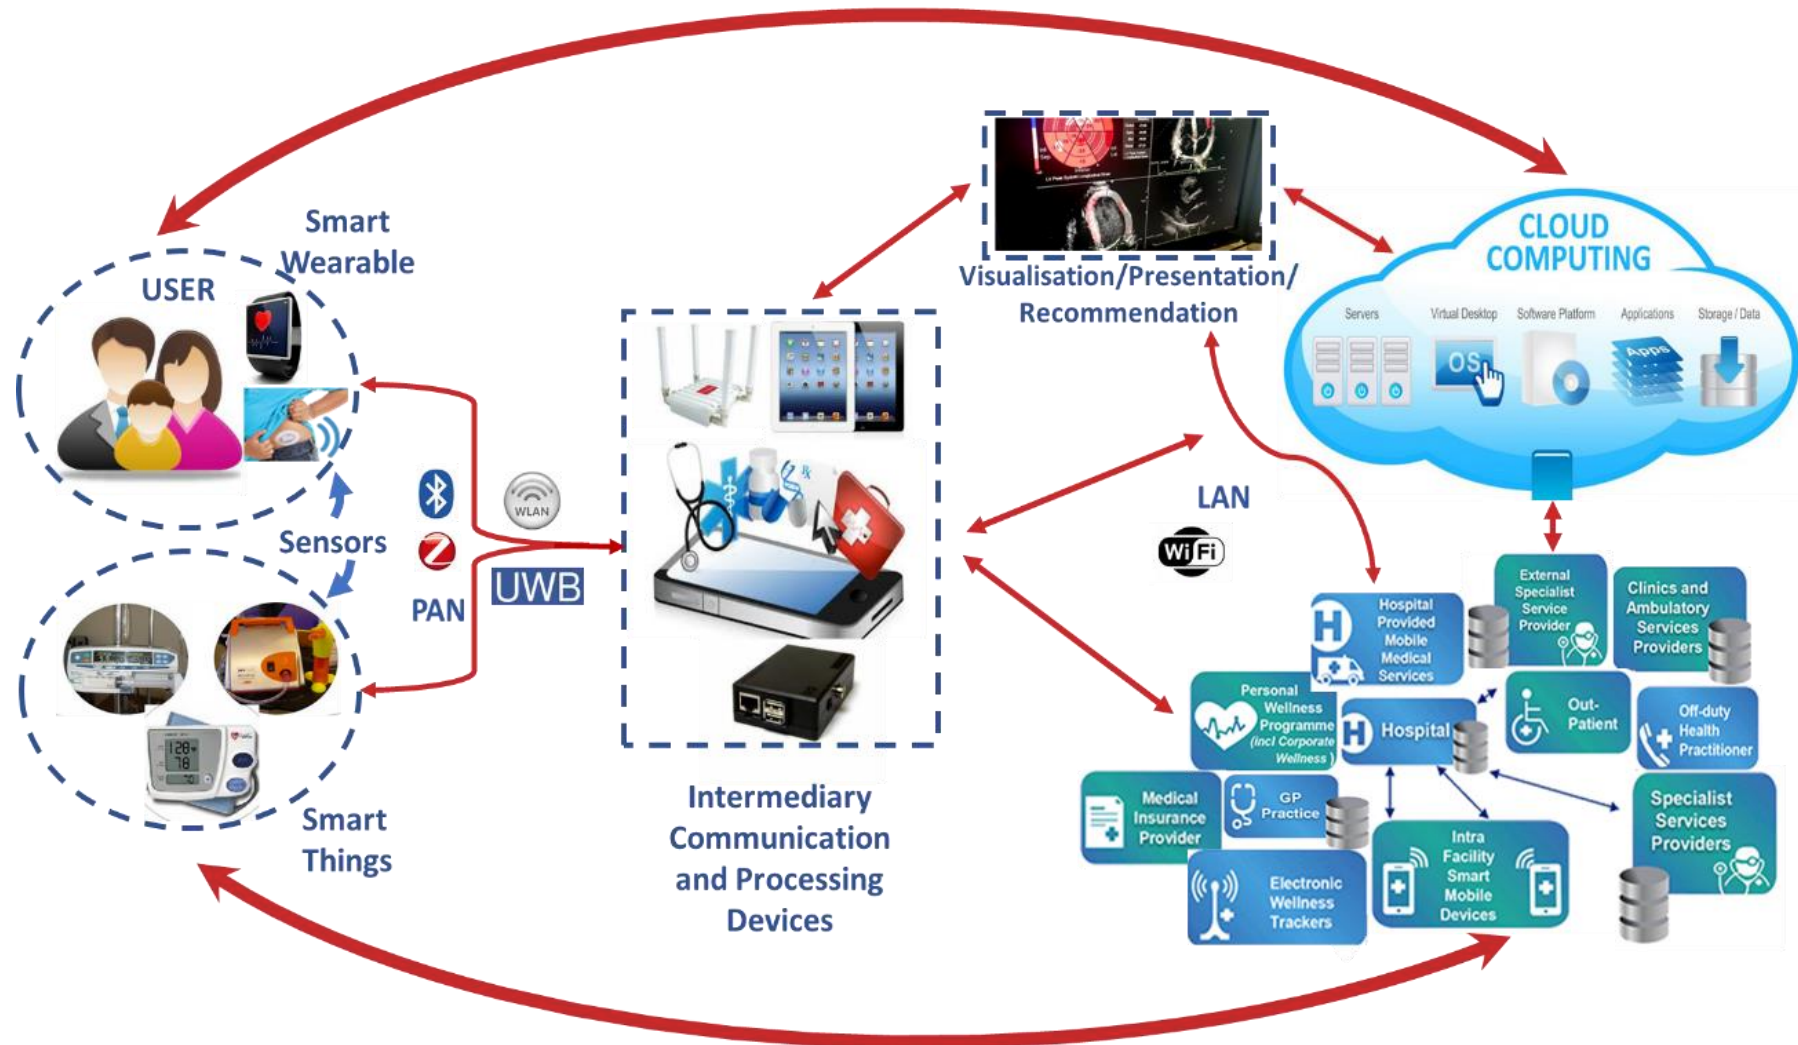 Smart
Wearable
USER
Sensors
WLAN
PAN
UWB
128
78
70
Smart
Things
Rx
Intermediary
Communication
and Processing
Devices
Visualisation/Presentation/
Recommendation
LAN
Wi Fi
CLOUD
COMPUTING
Servers
Virtual Desktop
Software Platform
Applications
Storage / Data
OS
Apps
External
Specialist
Service
Provider
Clinics and
Ambulatory
Services
Providers
H
Hospital
Provided
Mobile
Medical
Services
Personal
Wellness
Programme
(incl Corporate
Wellness )
H
Hospital
Out-
Patient
Off-duty
Health
Practitioner
Medical
Insurance
Provider
GP
Practice
Intra
Facility
Smart
Mobile
Devices
Specialist
Services
Providers
Electronic
Wellness
Trackers